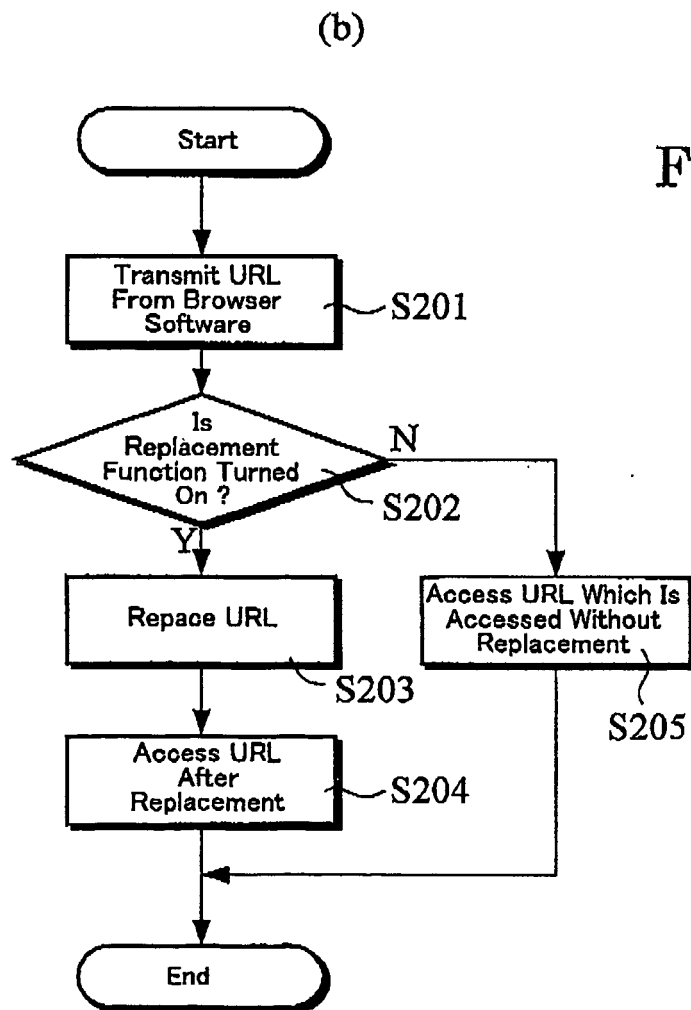 (b)
Start
F
Transmit URL
From Browser
Software
S201
Is
Replacement
Function Turned
On ?
N
S202
Y
Repace URL
S203
Access URL Which Is
Accessed Without
Replacement
S205
Access URL
After
Replacement
S204
End